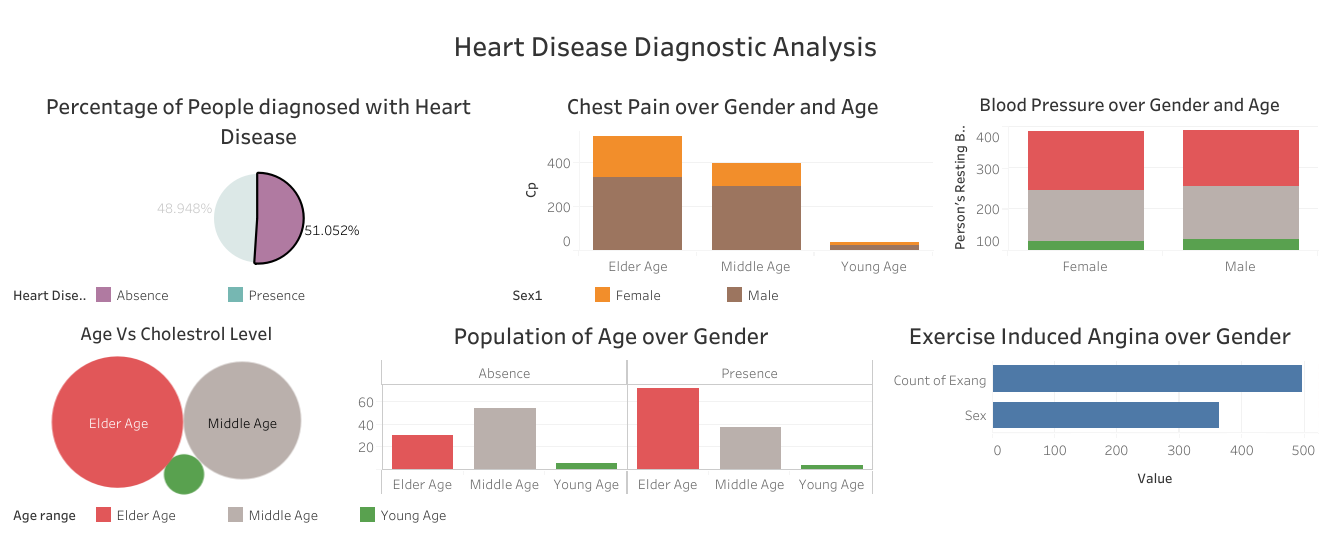 Heart Disease Diagnostic Analysis
Percentage of People diagnosed with Heart
Disease
48.948%
51.052%
Heart Dise..
Absence
Presence
Chest Pain over Gender and Age
Cp
400
200
0
Elder Age
Middle Age
Young Age
Sex1
Female
Male
Blood Pressure over Gender and Age
Person's Resting B..
400
300
200
100
Female
Male
Age Vs Cholestrol Level
Elder Age
Middle Age
Age range
Elder Age
Middle Age
Young Age
Population of Age over Gender
Absence
Presence
60
40
20
Elder Age
Middle Age
Young Age
Elder Age
Middle Age
Young Age
Exercise Induced Angina over Gender
Count of Exang
Sex
0
100
200
300
400
500
Value